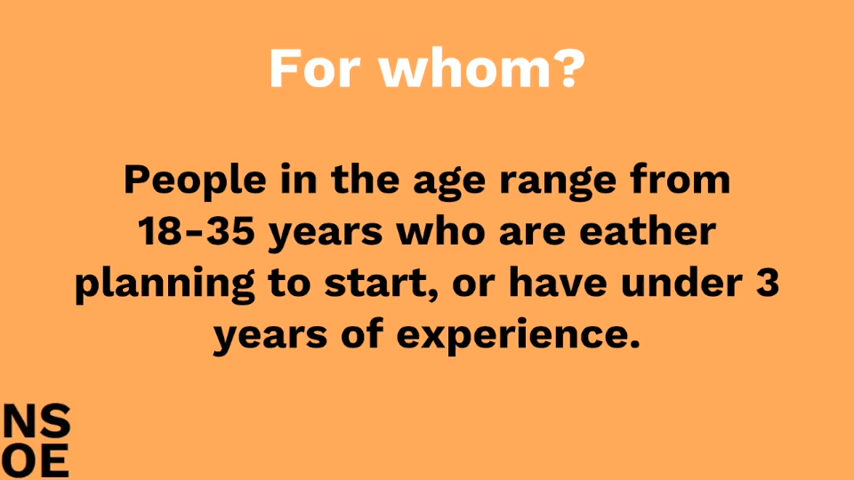 For whom?
People in the age range from
18-35 years who are eather
planning to start, or have under 3
years of experience.
NS
OE